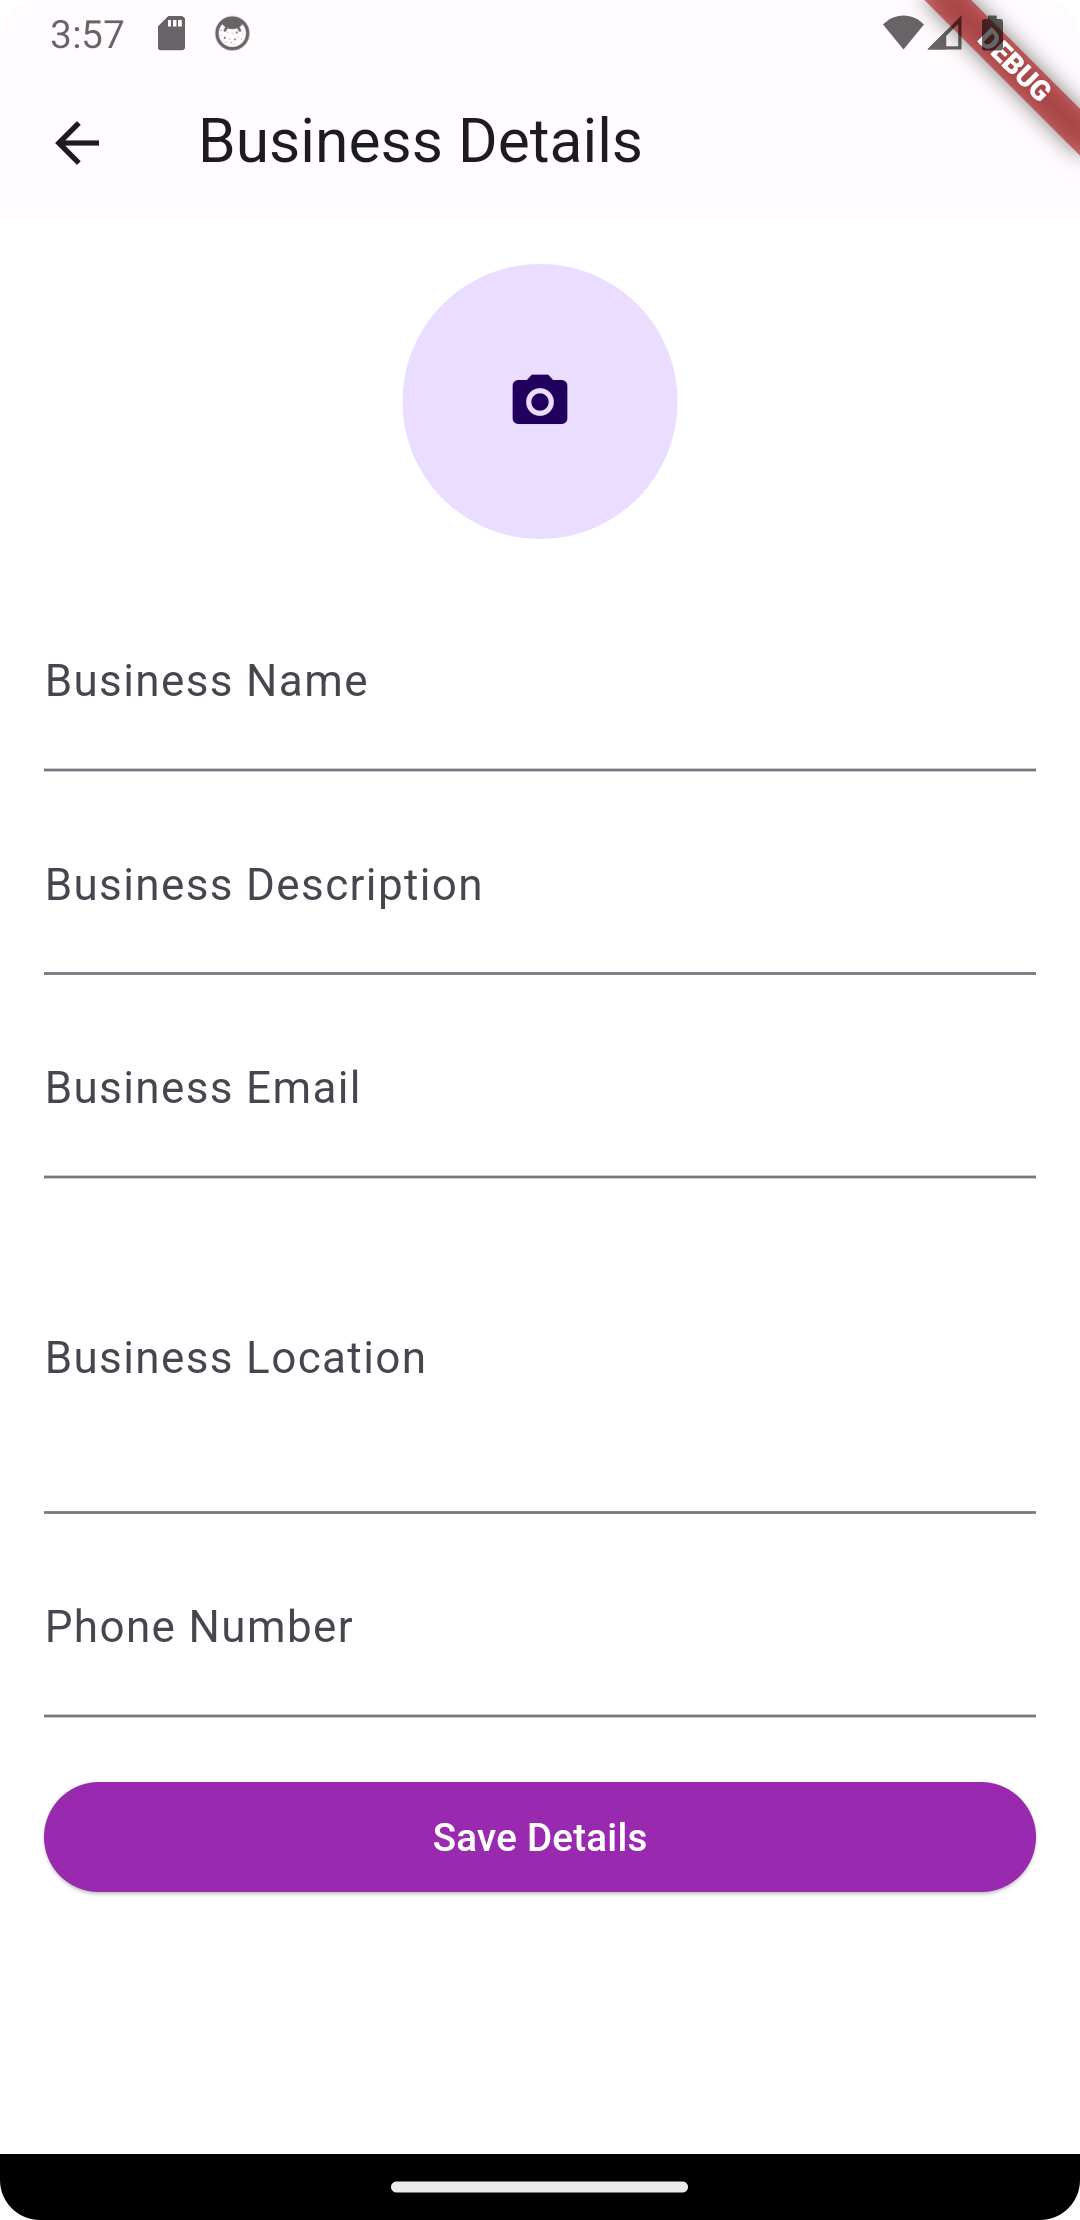 3:57
DEBUG
Business Details
Business Name
Business Description
Business Email
Business Location
Phone Number
Save Details